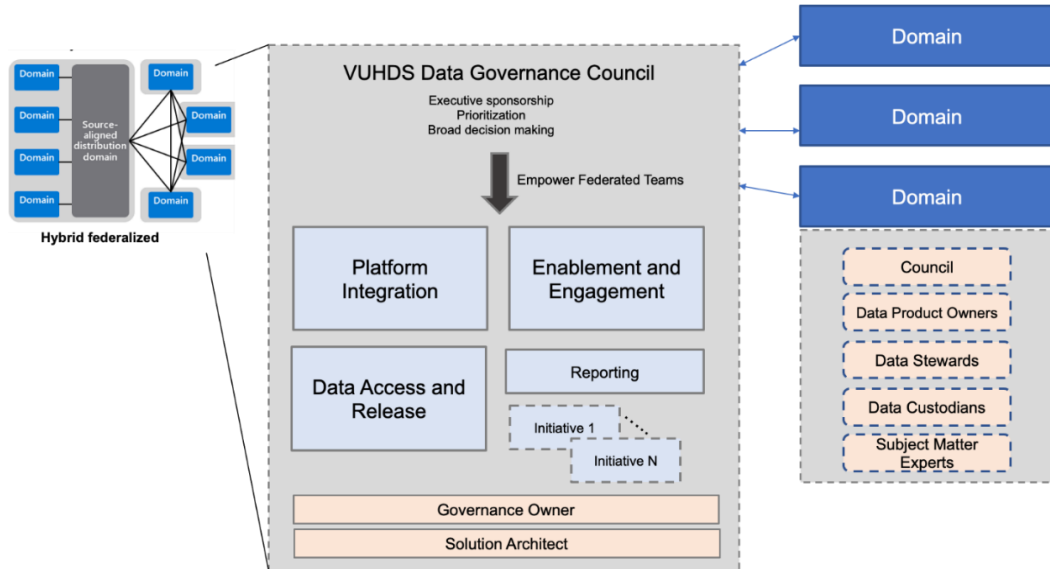 Domain
Domain
Domain
Domain
Source-
aligned
distribution
domain
Domain
Domain
Domain
Domain
Hybrid federalized
VUHDS Data Governance Council
Executive sponsorship
Prioritization
Broad decision making
Empower Federated Teams
Platform
Integration
Enablement and
Engagement
Data Access and
Release
Reporting
Initiative 1
Initiative N
Governance Owner
Solution Architect
Domain
Domain
Domain
Council
Data Product Owners
Data Stewards
Data Custodians
Subject Matter
Experts